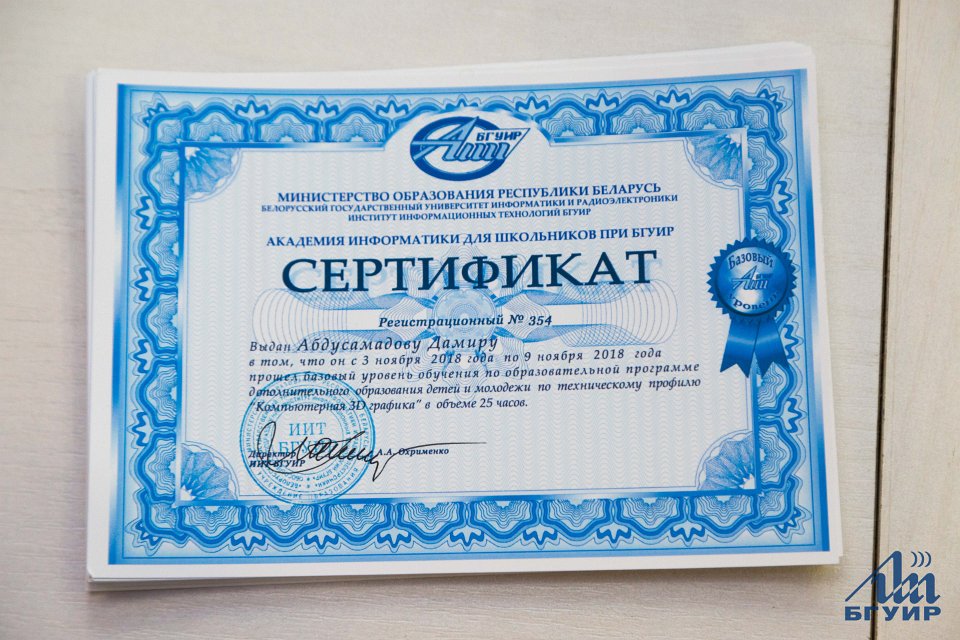 БГУИР
МИНИСТЕРСТВО ОБРАЗОВАНИЯ РЕСПУБЛИКИ БЕЛАРУСЬ
БЕЛОРУССКИЙ ГОСУДАРСТВЕННЫЙ УНИВЕРСИТЕТ ИНФОРМАТИКИ И РАДИОЭЛЕКТРОНИКИ
ИНСТИТУТ ИНФОРМАЦИОННЫХ ТЕХНОЛОГИЙ БГУИР
АКАДЕМИЯ ИНФОРМАТИКИ ДЛЯ ШКОЛЬНИКОВ ПРИ БГУИР
СЕРТИФИКАТ
Базовый
уровень
Регистрационный № 354
Выдан Абдусамадову Дамиру
в том, что он с 3 ноября 2018 года по 9 ноября 2018 года
прошел базовый уровень обучения по образовательной программе
дополнительного образования детей и молодежи по техническому профилю
"Компьютерная 3D графика" в объеме 25 часов.
ИИТ
Директор А.А. Охрименко
ИИТ БГУИР
УЧРЕЖДЕНИЕ ОБРАЗОВАНИЯ
БГУИР